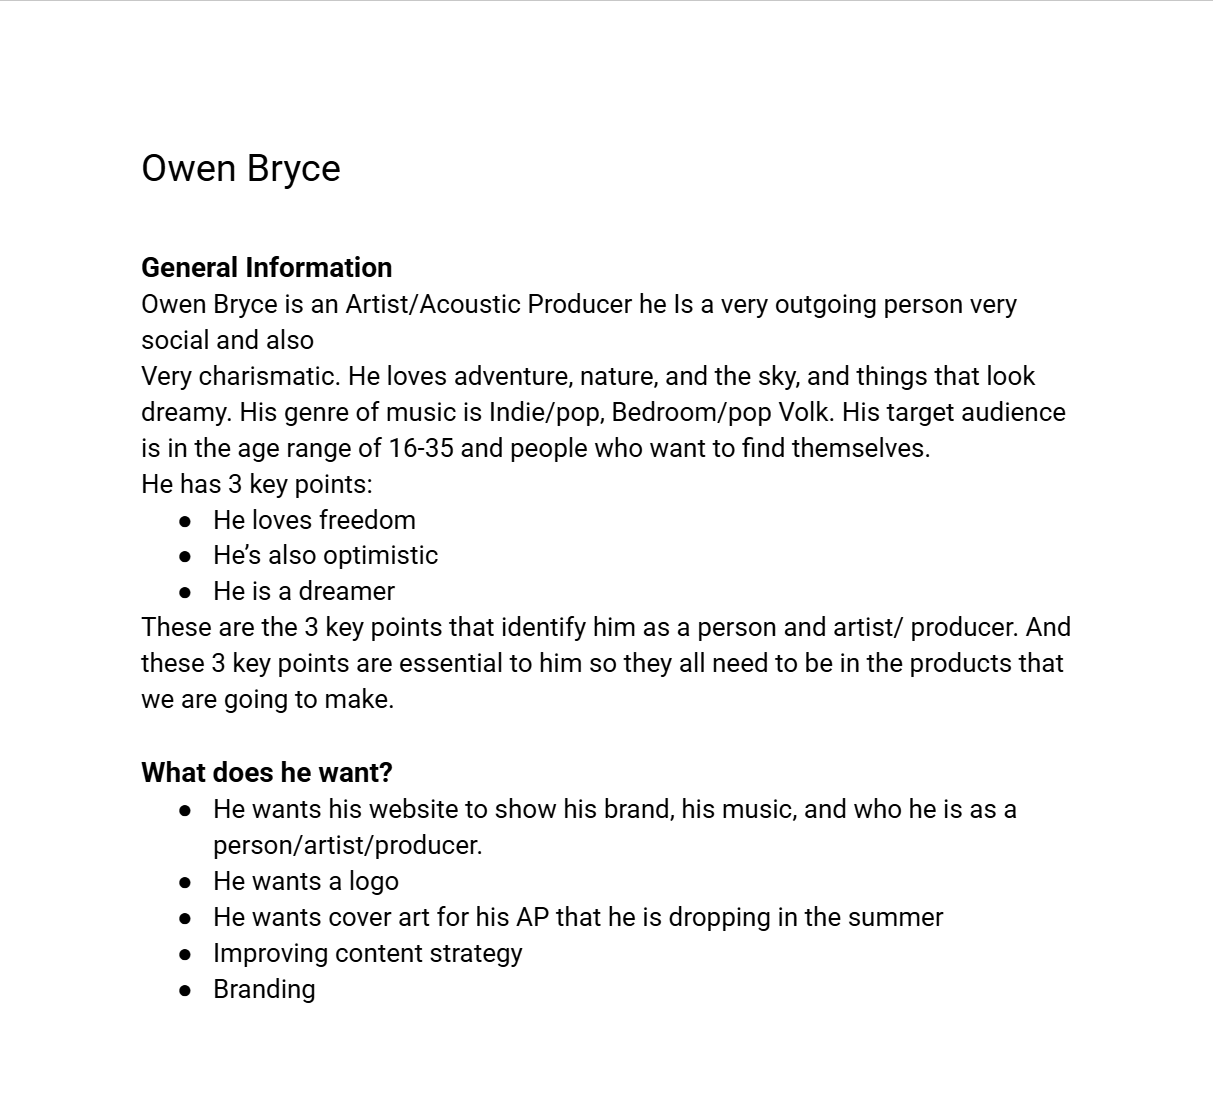 Owen Bryce
General Information
Owen Bryce is an Artist/Acoustic Producer he Is a very outgoing person very
social and also
Very charismatic. He loves adventure, nature, and the sky, and things that look
dreamy. His genre of music is Indie/pop, Bedroom/pop Volk. His target audience
is in the age range of 16-35 and people who want to find themselves.
He has 3 key points:
● He loves freedom
● He’s also optimistic
● He is a dreamer
These are the 3 key points that identify him as a person and artist/ producer. And
these 3 key points are essential to him so they all need to be in the products that
we are going to make.
What does he want?
● He wants his website to show his brand, his music, and who he is as a
person/artist/producer.
● He wants a logo
● He wants cover art for his AP that he is dropping in the summer
● Improving content strategy
● Branding